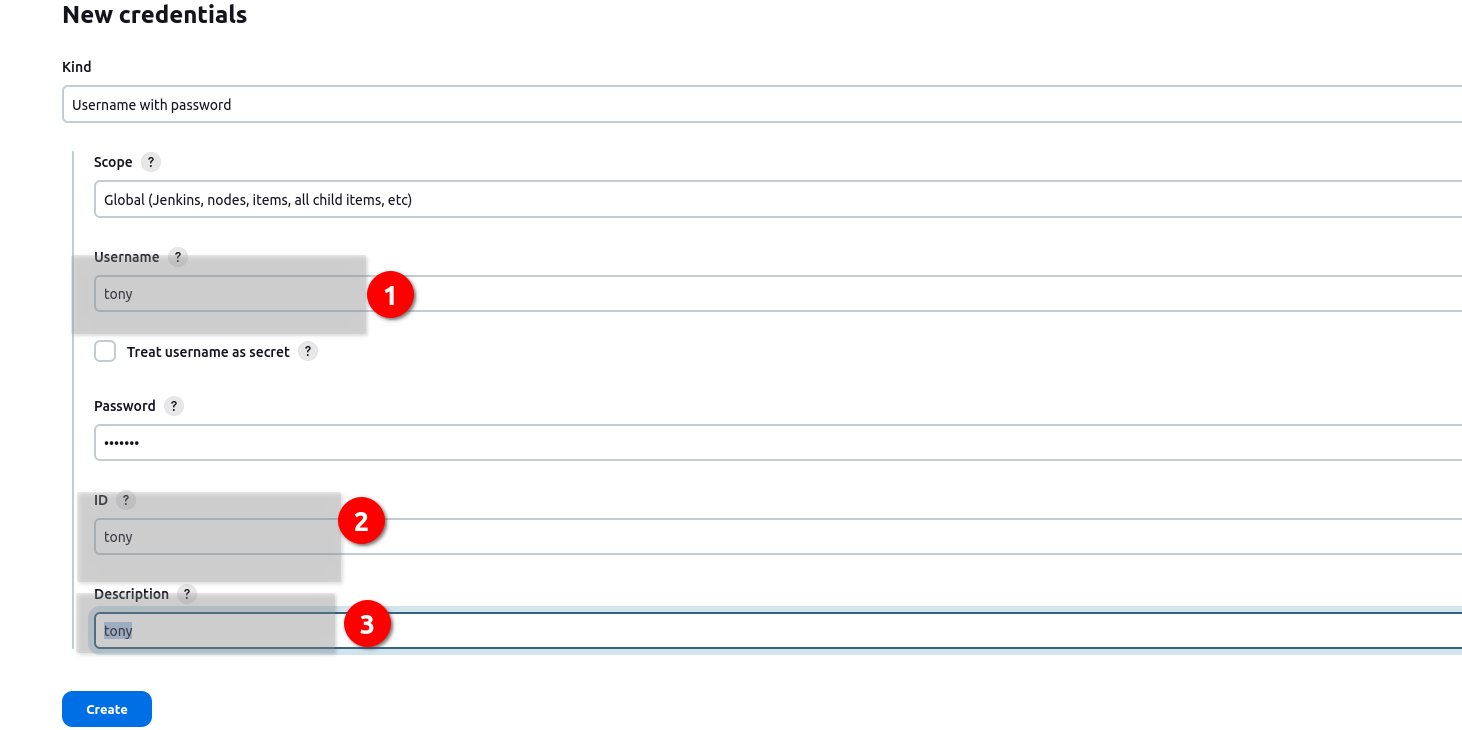 New credentials
Kind
Username with password
Scope ?
Global (Jenkins, nodes, items, all child items, etc)
Username ?
tony
1
Treat username as secret ?
Password ?
•••••••
ID ?
2
tony
Description ?
tony
3
Create